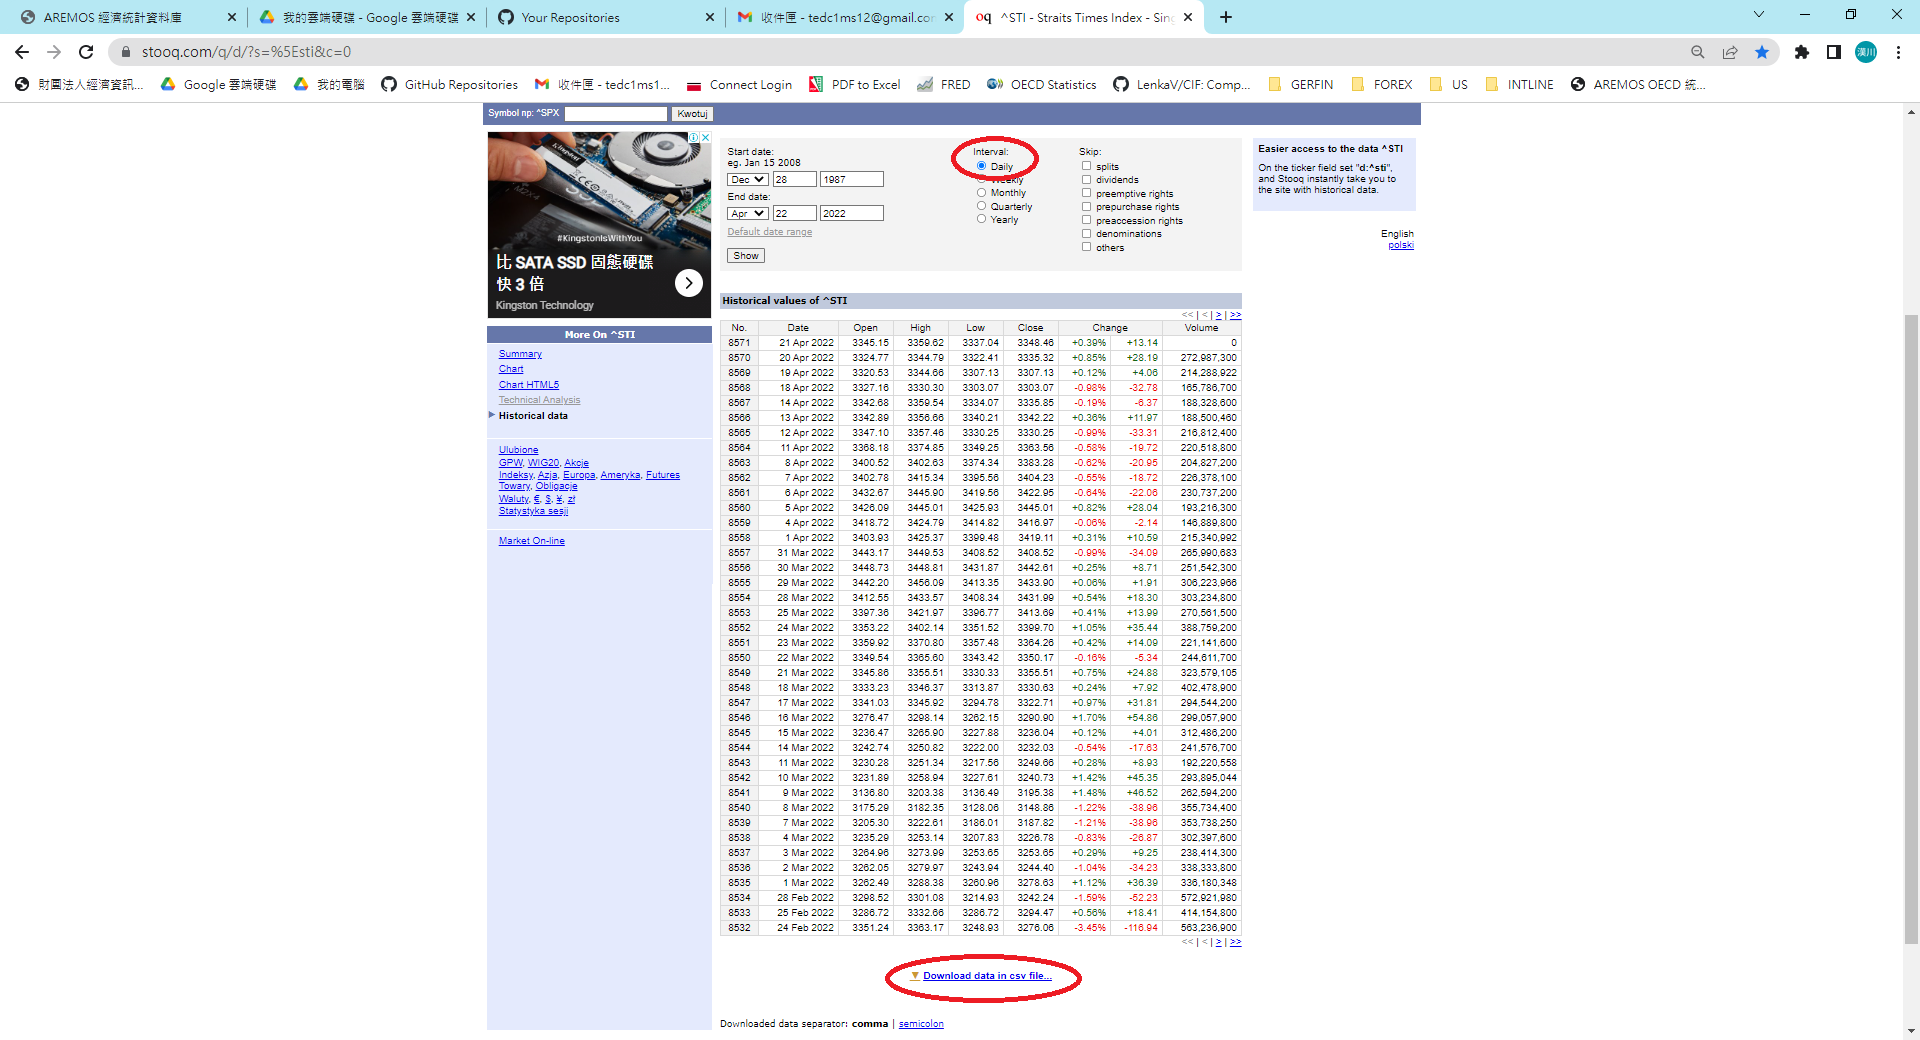 AREMOS 經濟統計資料庫
我的雲端硬碟 - Google 雲端硬碟
Your Repositories
收件匣 - tedc1ms12@gmail.com
oq ^STI - Straits Times Index - Sing
stooq.com/q/d/?s=%5Esti&c=0
漢川
財團法人經濟資訊... Google 雲端硬碟 我的電腦 GitHub Repositories 收件匣 - tedc1ms1... Connect Login PDF to Excel FRED OECD Statistics LenkaV/CIF: Comp... GERFIN FOREX US INTLINE AREMOS OECD 統...
Symbol np: ^SPX Kwotuj
Kingston
#KingstonIsWithYou
比 SATA SSD 固態硬碟
快 3 倍
Kingston Technology
More On ^STI
Summary
Chart
Chart HTML5
Technical Analysis
Historical data
Ulubione
GPW, WIG20, Akcje
Indeksy, Azja, Europa, Ameryka, Futures
Towary, Obligacje
Waluty, €, $, ¥, zł
Statystyka sesji
Market On-line
Start date:
eg. Jan 15 2008
Dec 28 1987
End date:
Apr 22 2022
Default date range
Show
Interval:
Daily
Weekly
Monthly
Quarterly
Yearly
Skip:
splits
dividends
preemptive rights
prepurchase rights
preaccession rights
denominations
others
Easier access to the data ^STI
On the ticker field set "d:^sti",
and Stooq instantly take you to
the site with historical data.
English
polski
Historical values of ^STI
<< | < | > | >>
No. Date Open High Low Close Change Volume
8571 21 Apr 2022 3345.15 3359.62 3337.04 3348.46 +0.39% +13.14 0
8570 20 Apr 2022 3324.77 3344.79 3322.41 3335.32 +0.85% +28.19 272,987,300
8569 19 Apr 2022 3320.53 3344.66 3307.13 3307.13 +0.12% +4.06 214,288,922
8568 18 Apr 2022 3327.16 3330.30 3303.07 3303.07 -0.98% -32.78 165,786,700
8567 14 Apr 2022 3342.68 3359.54 3334.07 3335.85 -0.19% -6.37 188,328,600
8566 13 Apr 2022 3342.89 3356.66 3340.21 3342.22 +0.36% +11.97 188,500,460
8565 12 Apr 2022 3347.10 3357.46 3330.25 3330.25 -0.99% -33.31 216,812,400
8564 11 Apr 2022 3368.18 3374.85 3349.25 3363.56 -0.58% -19.72 220,518,800
8563 8 Apr 2022 3400.52 3402.63 3374.34 3383.28 -0.62% -20.95 204,827,200
8562 7 Apr 2022 3402.78 3415.34 3395.56 3404.23 -0.55% -18.72 226,378,100
8561 6 Apr 2022 3432.67 3445.90 3419.56 3422.95 -0.64% -22.06 230,737,200
8560 5 Apr 2022 3426.09 3445.01 3425.93 3445.01 +0.82% +28.04 193,216,300
8559 4 Apr 2022 3418.72 3424.79 3414.82 3416.97 -0.06% -2.14 146,889,800
8558 1 Apr 2022 3403.93 3425.37 3399.48 3419.11 +0.31% +10.59 215,340,992
8557 31 Mar 2022 3443.17 3449.53 3408.52 3408.52 -0.99% -34.09 265,990,683
8556 30 Mar 2022 3448.73 3448.81 3431.87 3442.61 +0.25% +8.71 251,542,300
8555 29 Mar 2022 3442.20 3456.09 3413.35 3433.90 +0.06% +1.91 306,223,966
8554 28 Mar 2022 3412.55 3433.57 3408.34 3431.99 +0.54% +18.30 303,234,800
8553 25 Mar 2022 3397.36 3421.97 3396.77 3413.69 +0.41% +13.99 270,561,500
8552 24 Mar 2022 3353.22 3402.14 3351.52 3399.70 +1.05% +35.44 388,759,200
8551 23 Mar 2022 3359.92 3370.80 3357.48 3364.26 +0.42% +14.09 221,141,600
8550 22 Mar 2022 3349.54 3365.60 3343.42 3350.17 -0.16% -5.34 244,611,700
8549 21 Mar 2022 3345.86 3355.51 3330.33 3355.51 +0.75% +24.88 323,579,105
8548 18 Mar 2022 3333.23 3346.37 3313.87 3330.63 +0.24% +7.92 402,478,900
8547 17 Mar 2022 3341.03 3345.92 3294.78 3322.71 +0.97% +31.81 294,544,200
8546 16 Mar 2022 3276.47 3298.14 3262.15 3290.90 +1.70% +54.86 299,057,900
8545 15 Mar 2022 3236.47 3265.90 3227.88 3236.04 +0.12% +4.01 312,486,200
8544 14 Mar 2022 3242.74 3250.82 3222.00 3232.03 -0.54% -17.63 241,576,700
8543 11 Mar 2022 3230.28 3251.34 3217.56 3249.66 +0.28% +8.93 192,220,558
8542 10 Mar 2022 3231.89 3258.94 3227.61 3240.73 +1.42% +45.35 293,895,044
8541 9 Mar 2022 3136.80 3203.38 3136.49 3195.38 +1.48% +46.52 262,594,200
8540 8 Mar 2022 3175.29 3182.35 3128.06 3148.86 -1.22% -38.96 355,734,400
8539 7 Mar 2022 3205.30 3222.61 3186.01 3187.82 -1.21% -38.96 353,738,250
8538 4 Mar 2022 3235.29 3253.14 3207.83 3226.78 -0.83% -26.87 302,397,600
8537 3 Mar 2022 3264.96 3273.99 3253.65 3253.65 +0.29% +9.25 238,414,300
8536 2 Mar 2022 3262.05 3279.97 3243.94 3244.40 -1.04% -34.23 338,333,800
8535 1 Mar 2022 3262.49 3288.38 3260.96 3278.63 +1.12% +36.39 336,180,348
8534 28 Feb 2022 3298.52 3301.08 3214.93 3242.24 -1.59% -52.23 572,921,980
8533 25 Feb 2022 3286.72 3332.66 3286.72 3294.47 +0.56% +18.41 414,154,800
8532 24 Feb 2022 3351.24 3363.17 3248.93 3276.06 -3.45% -116.94 563,236,900
<< | < | > | >>
Download data in csv file...
Downloaded data separator: comma | semicolon